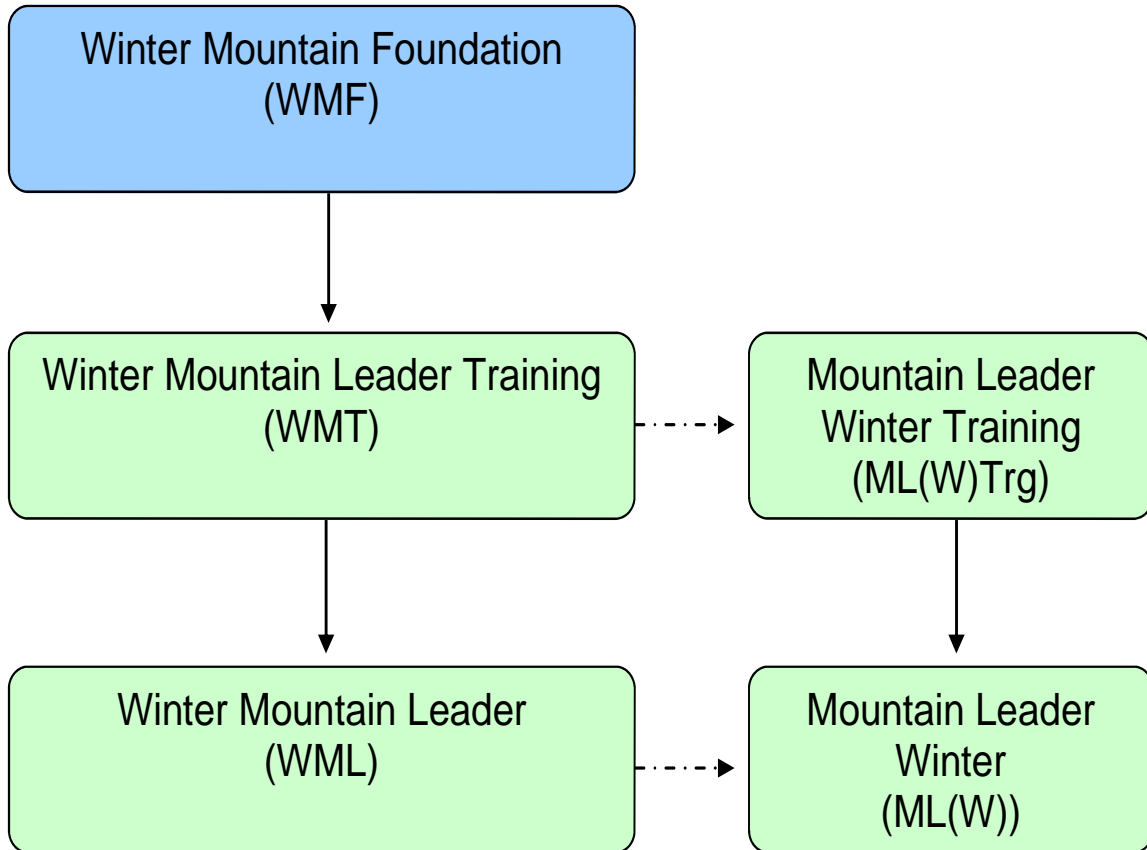 Winter Mountain Foundation
(WMF)
Winter Mountain Leader Training
(WMT)
Mountain Leader
Winter Training
(ML(W)Trg)
Winter Mountain Leader
(WML)
Mountain Leader
Winter
(ML(W))